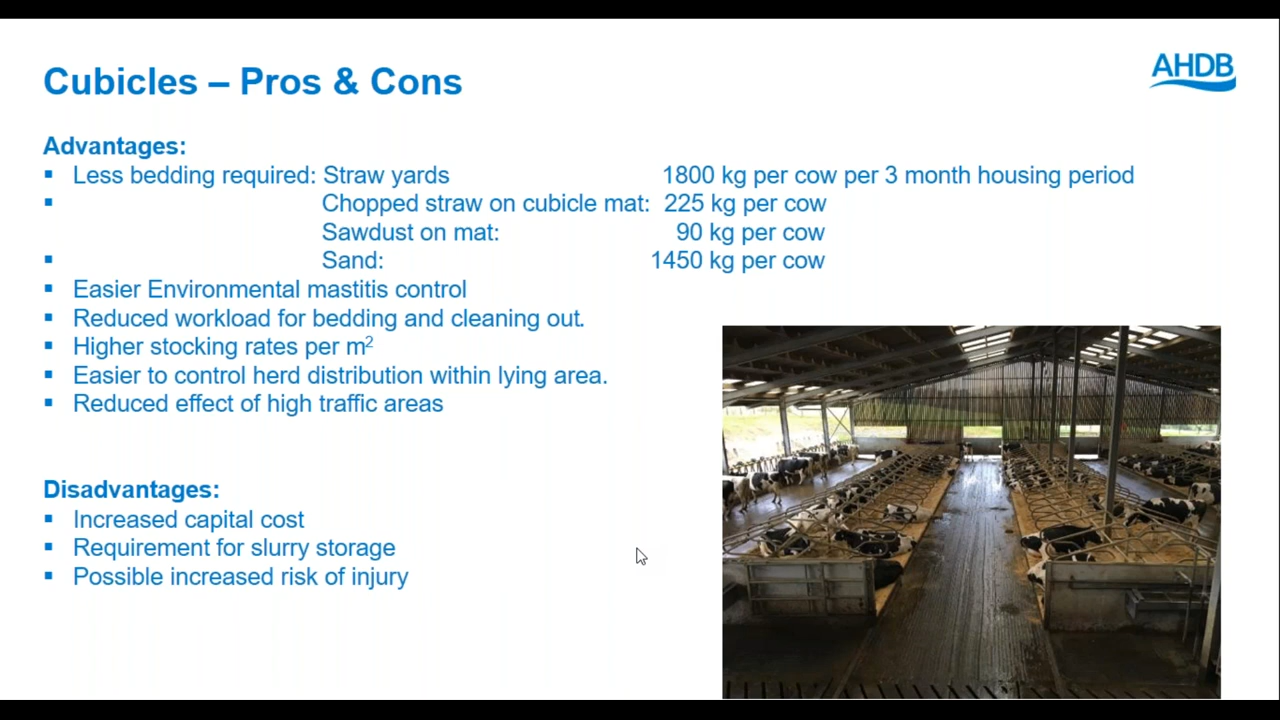 Cubicles – Pros & Cons
AHDB
Advantages:
▪ Less bedding required: Straw yards 1800 kg per cow per 3 month housing period
▪ Chopped straw on cubicle mat: 225 kg per cow
Sawdust on mat: 90 kg per cow
▪ Sand: 1450 kg per cow
▪ Easier Environmental mastitis control
▪ Reduced workload for bedding and cleaning out.
▪ Higher stocking rates per m²
▪ Easier to control herd distribution within lying area.
▪ Reduced effect of high traffic areas
Disadvantages:
▪ Increased capital cost
▪ Requirement for slurry storage
▪ Possible increased risk of injury